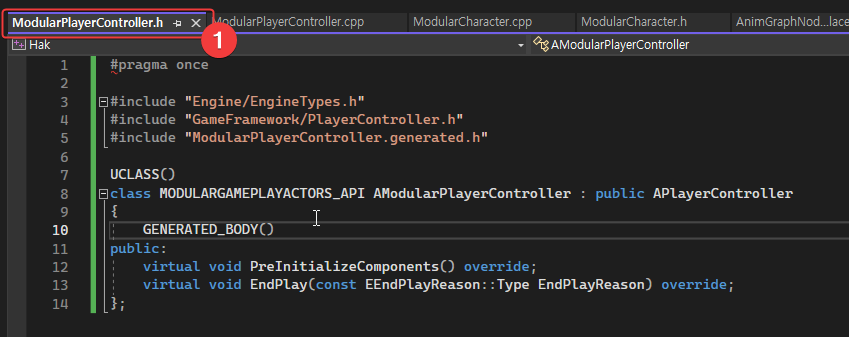 ModularPlayerController.h
ModularPlayerController.cpp
ModularCharacter.cpp
ModularCharacter.h
AnimGraphNod...lace
1
Hak
AModularPlayerController
1 #pragma once
2
3 #include "Engine/EngineTypes.h"
4 #include "GameFramework/PlayerController.h"
5 #include "ModularPlayerController.generated.h"
6
7 UCLASS()
8 class MODULARGAMEPLAYACTORS_API AModularPlayerController : public APlayerController
9 {
10 GENERATED_BODY()
11 public:
12 virtual void PreInitializeComponents() override;
13 virtual void EndPlay(const EEndPlayReason::Type EndPlayReason) override;
14 };